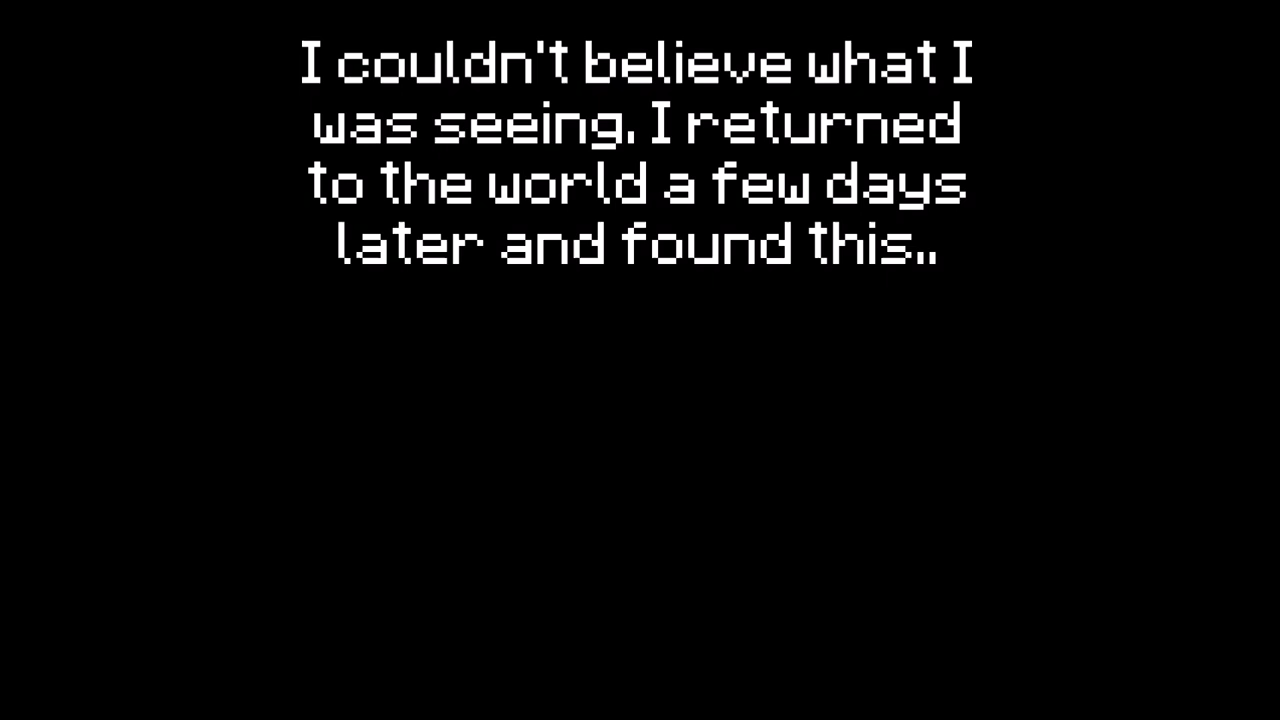 I couldn't believe what I
was seeing. I returned
to the world a few days
later and found this..